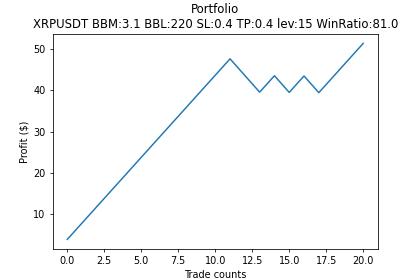 Portfolio
XRPUSDT BBM:3.1 BBL:220 SL:0.4 TP:0.4 lev:15 WinRatio:81.0
50
40
30
20
10
Profit ($)
0.0 2.5 5.0 7.5 10.0 12.5 15.0 17.5 20.0
Trade counts